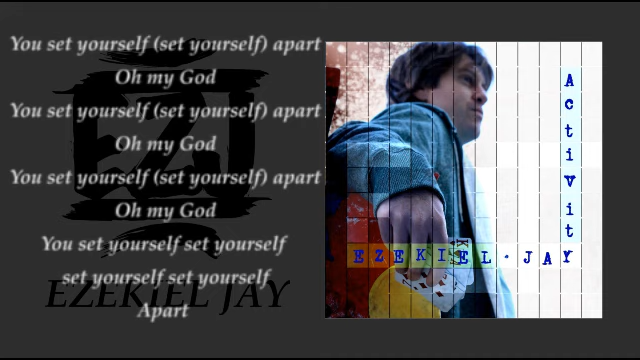 You set yourself (set yourself) apart
Oh my God
You set yourself (set yourself) apart
Oh my God
You set yourself (set yourself) apart
Oh my God
You set yourself set yourself
set yourself set yourself
Apart
EZEKIEL JAY
Activity
EZEKIEL·JAY